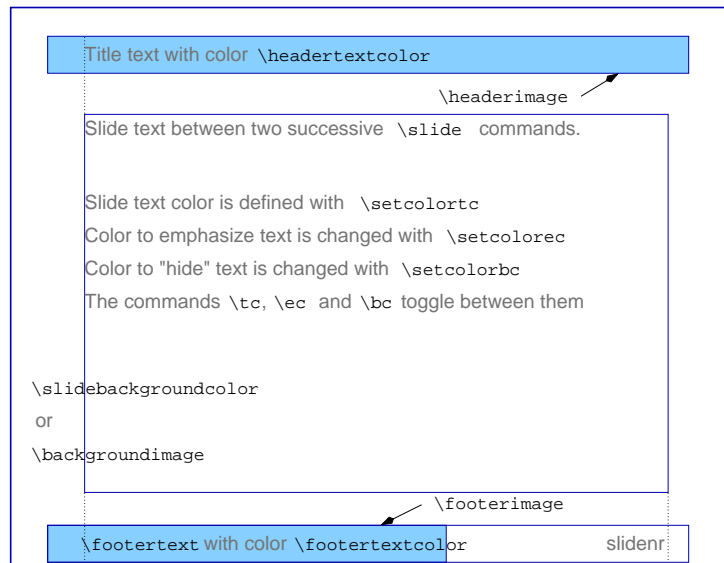 Title text with color \headertextcolor
\headerimage
Slide text between two successive \slide commands.
Slide text color is defined with \setcolortc
Color to emphasize text is changed with \setcolorec
Color to "hide" text is changed with \setcolorbc
The commands \tc, \ec and \bc toggle between them
\slidebackgroundcolor
or
\backgroundimage
\footerimage
\footertext with color \footertextcolor slidenr